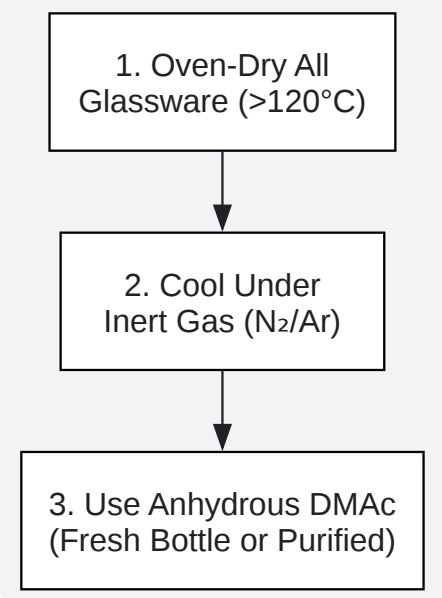 1. Oven-Dry All
Glassware (>120°C)
2. Cool Under
Inert Gas (N₂/Ar)
3. Use Anhydrous DMAc
(Fresh Bottle or Purified)